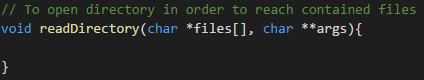 // To open directory in order to reach contained files
void readDirectory(char *files[], char **args){
}